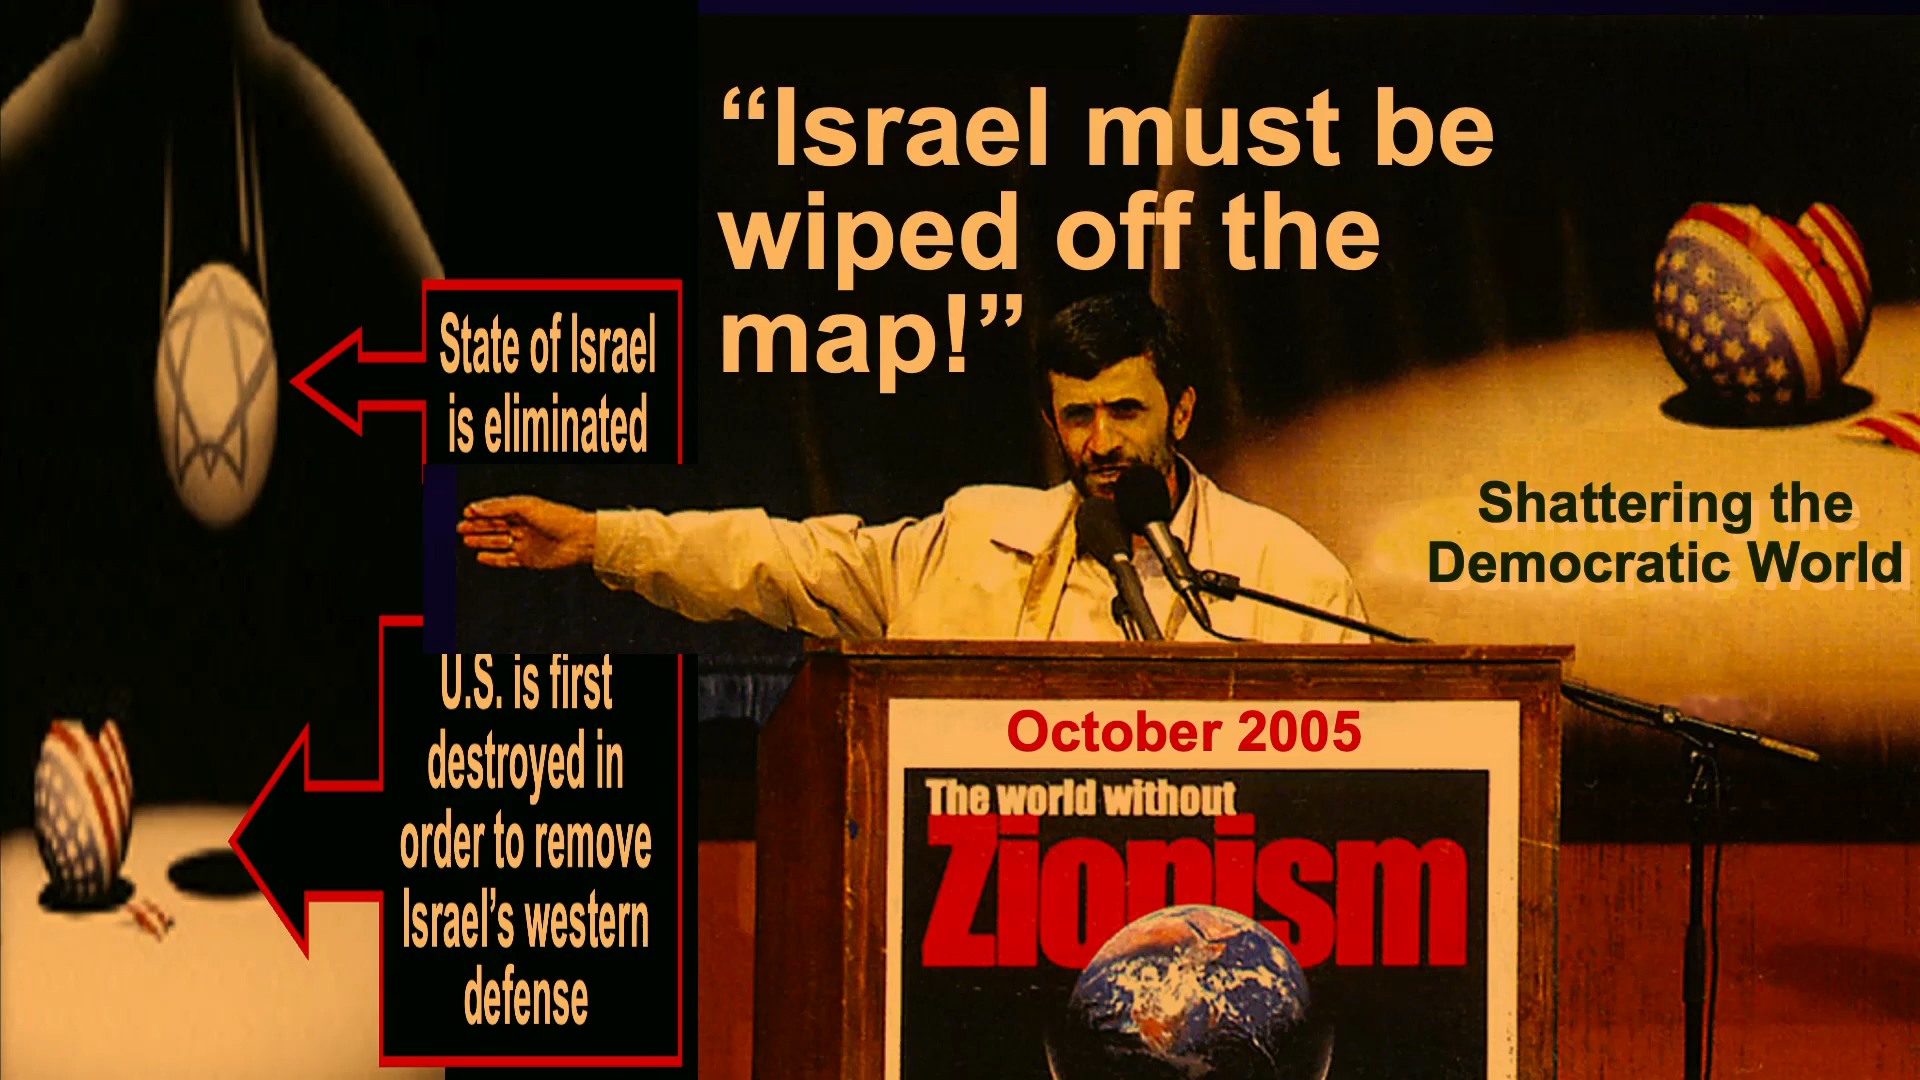 “Israel must be
wiped off the
map!”
State of Israel
is eliminated
U.S. is first
destroyed in
order to remove
Israel’s western
defense
Shattering the
Democratic World
October 2005
The world without
Zionism